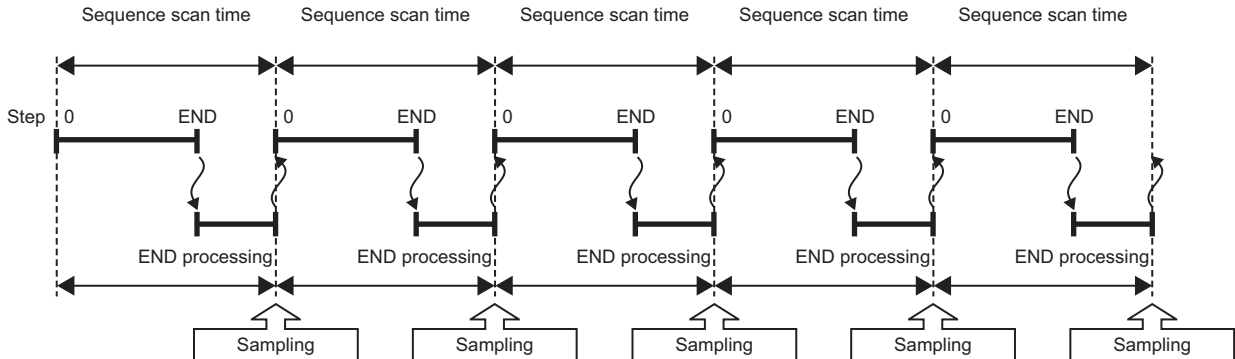 Sequence scan time Sequence scan time Sequence scan time Sequence scan time Sequence scan time
Step 0 END 0 END 0 END 0 END 0 END
END processing END processing END processing END processing END processing
Sampling Sampling Sampling Sampling Sampling